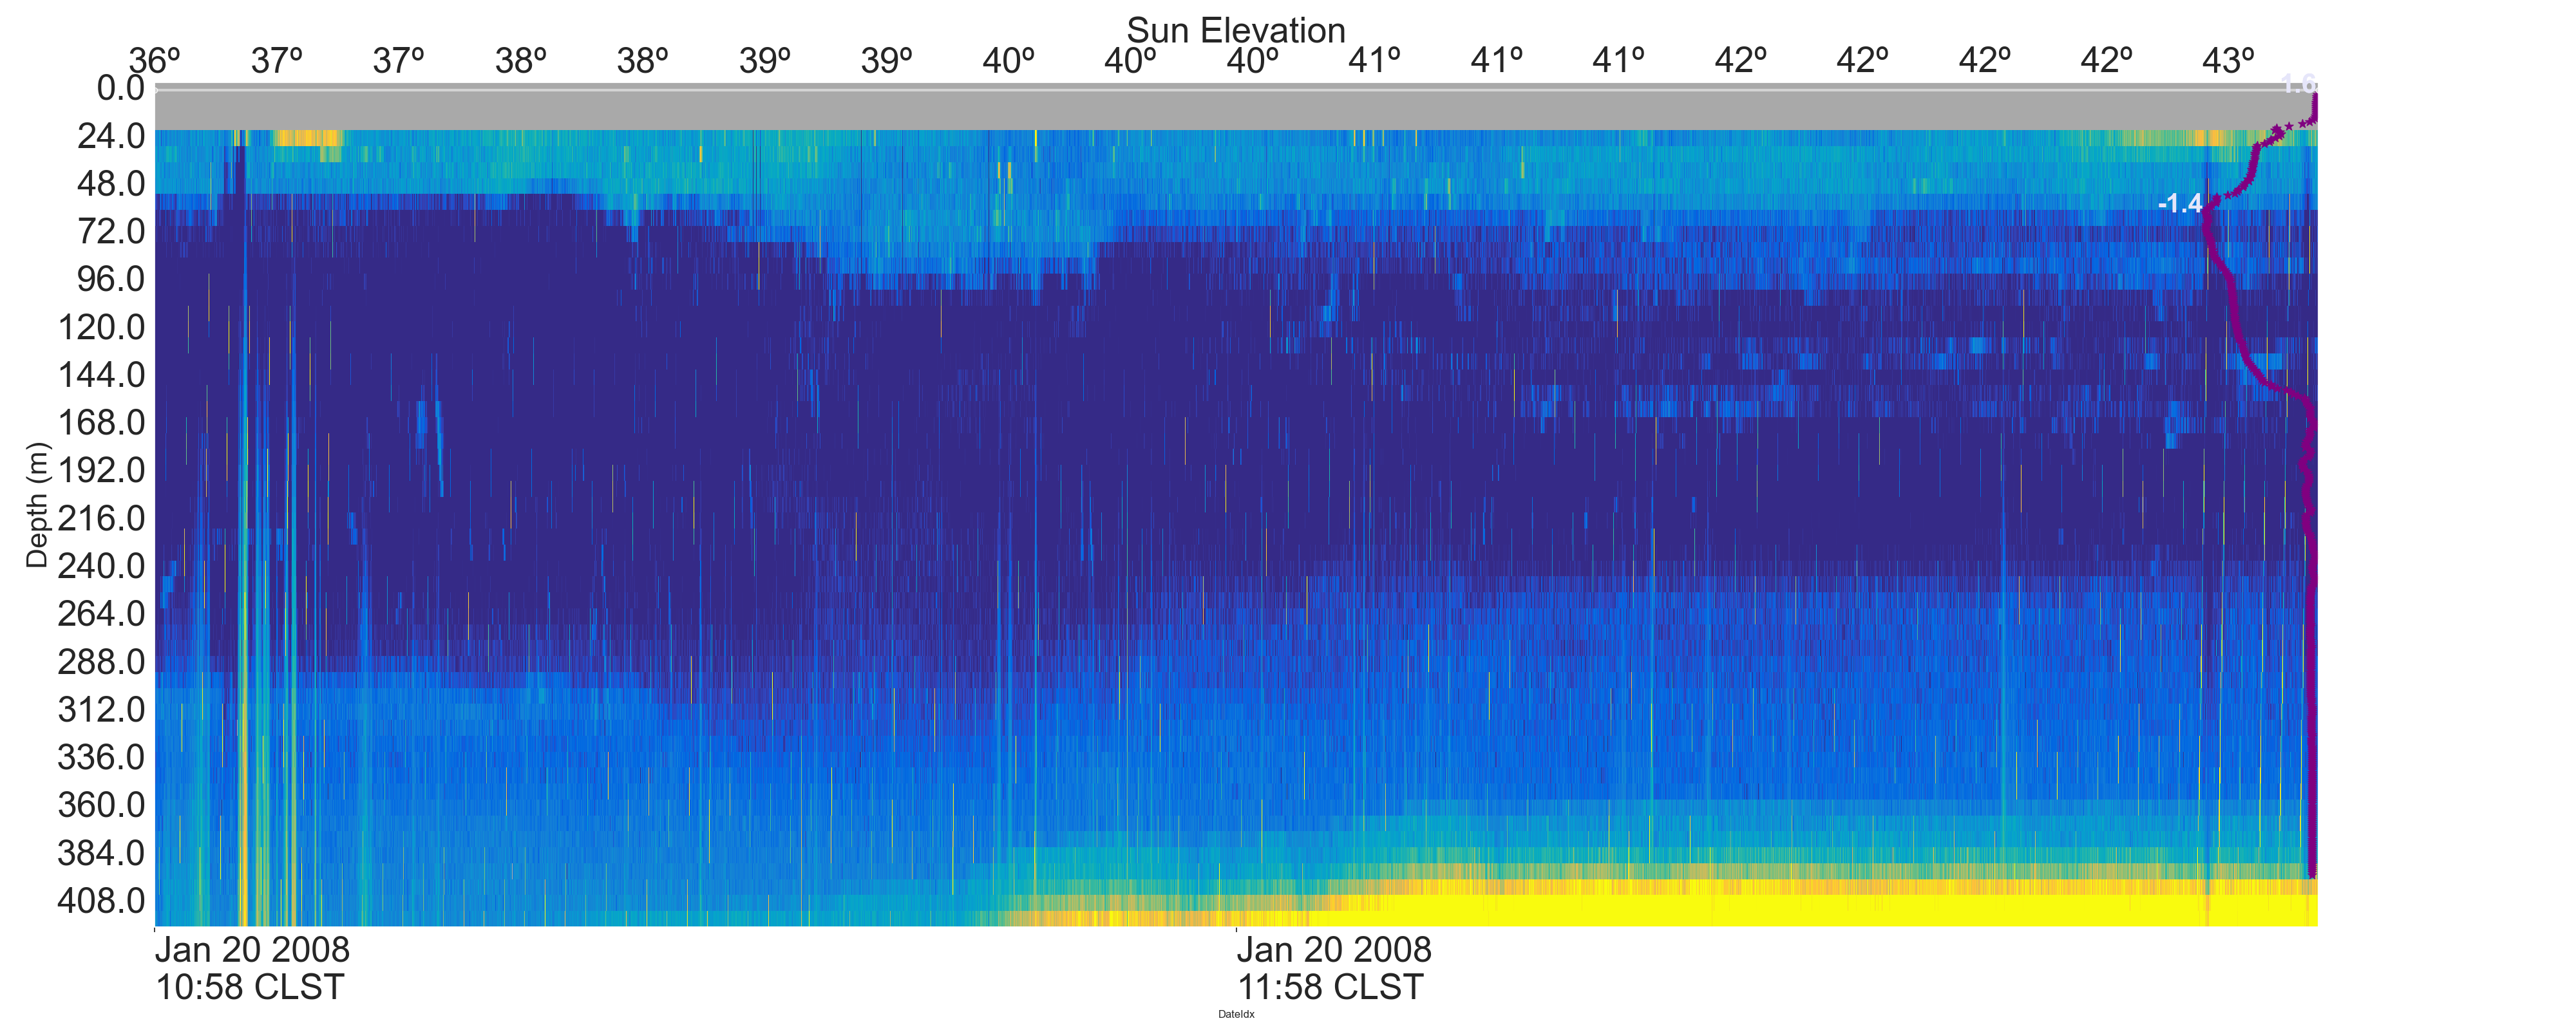 Sun Elevation
36º 37º 37º 38º 38º 39º 39º 40º 40º 40º 41º 41º 41º 42º 42º 42º 42º 43º
0.0
24.0
48.0
72.0
96.0
120.0
144.0
168.0
192.0
216.0
240.0
264.0
288.0
312.0
336.0
360.0
384.0
408.0
Depth (m)
1.6
-1.4
Jan 20 2008
10:58 CLST
Jan 20 2008
11:58 CLST
DateIdx